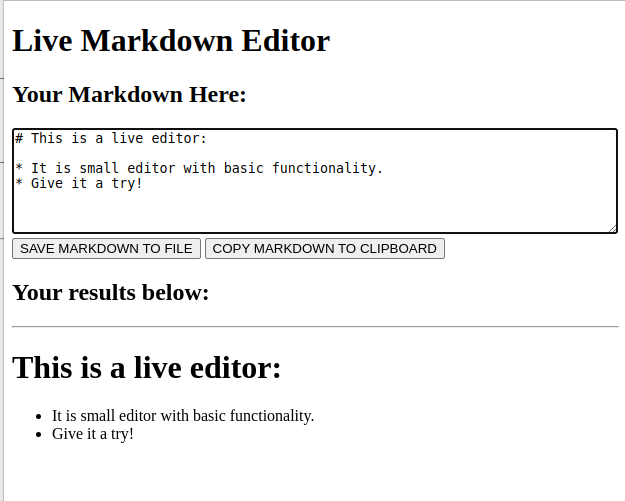 Live Markdown Editor
Your Markdown Here:
# This is a live editor:
* It is small editor with basic functionality.
* Give it a try!
SAVE MARKDOWN TO FILE COPY MARKDOWN TO CLIPBOARD
Your results below:
This is a live editor:
• It is small editor with basic functionality.
• Give it a try!